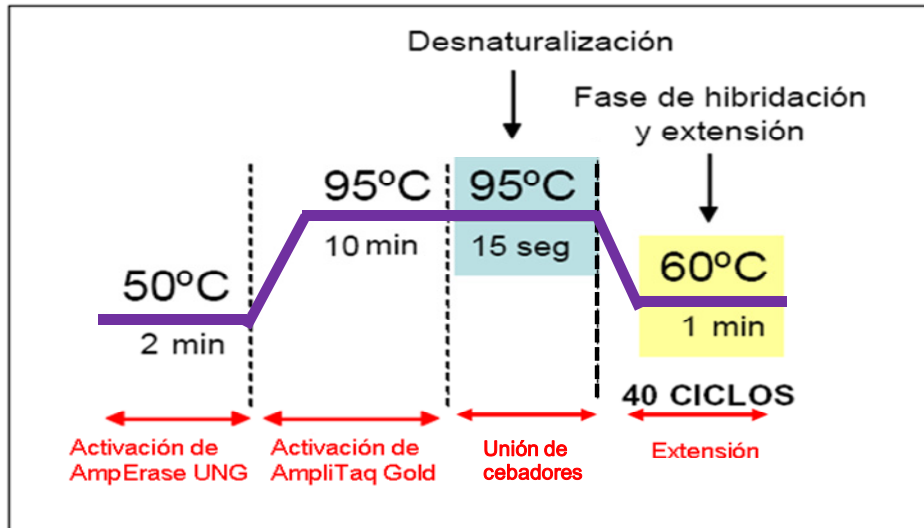 Desnaturalización
Fase de hibridación
y extensión
95ºC
95ºC
10 min
15 seg
60ºC
50ºC
1 min
2 min
40 CICLOS
Activación de
AmpErase UNG
Activación de
AmpliTaq Gold
Unión de
cebadores
Extensión